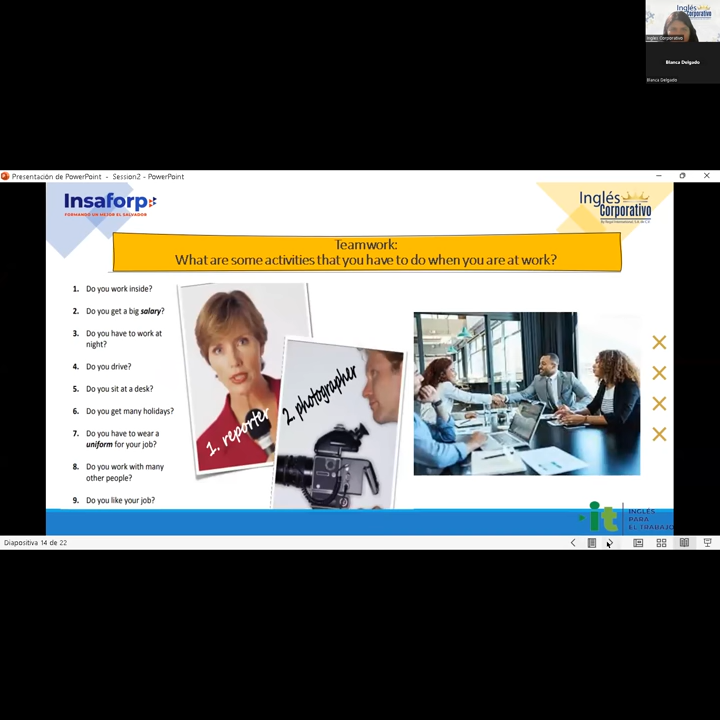 Inglés
Corporativo
Inglés Corporativo
Blanca Delgado
Blanca Delgado
Presentación de PowerPoint - Session2 - PowerPoint
Insaforp
FORMANDO UN MEJOR EL SALVADOR
Inglés
Corporativo
Teamwork:
What are some activities that you have to do when you are at work?
1. Do you work inside?
2. Do you get a big salary?
3. Do you have to work at
night?
4. Do you drive?
5. Do you sit at a desk?
6. Do you get many holidays?
7. Do you have to wear a
uniform for your job?
8. Do you work with many
other people?
9. Do you like your job?
1. reporter
2. photographer
it
INGLÉS
PARA
EL TRABAJO
Diapositiva 14 de 22